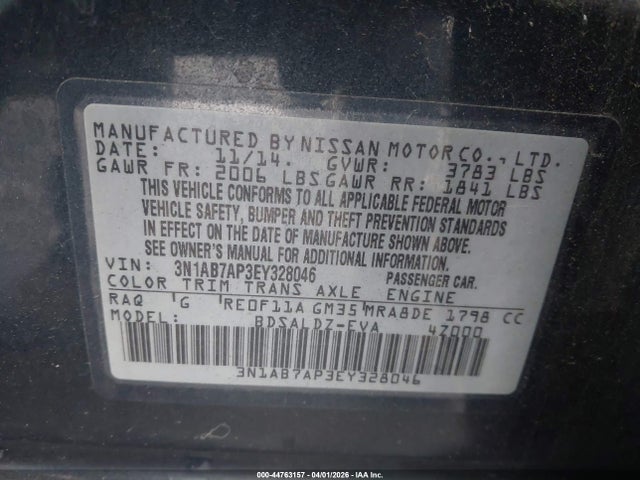 MANUFACTURED BY NISSAN MOTOR CO., LTD.
DATE: 11/14. GVWR: 3783 LBS
GAWR FR: 2006 LBS GAWR RR: 1841 LBS
THIS VEHICLE CONFORMS TO ALL APPLICABLE FEDERAL MOTOR
VEHICLE SAFETY, BUMPER AND THEFT PREVENTION STANDARDS
IN EFFECT ON THE DATE OF MANUFACTURE SHOWN ABOVE.
SEE OWNER'S MANUAL FOR ADDITIONAL INFORMATION.
VIN: 3N1AB7AP3EY328046 PASSENGER CAR
COLOR TRIM TRANS AXLE ENGINE
RAQ G RE0F11A GM35 MRA8DE 1798 CC
MODEL: BDSALDZ-EVA 4Z000
3N1AB7AP3EY328046
000-44763157 - 04/01/2026 - IAA Inc.